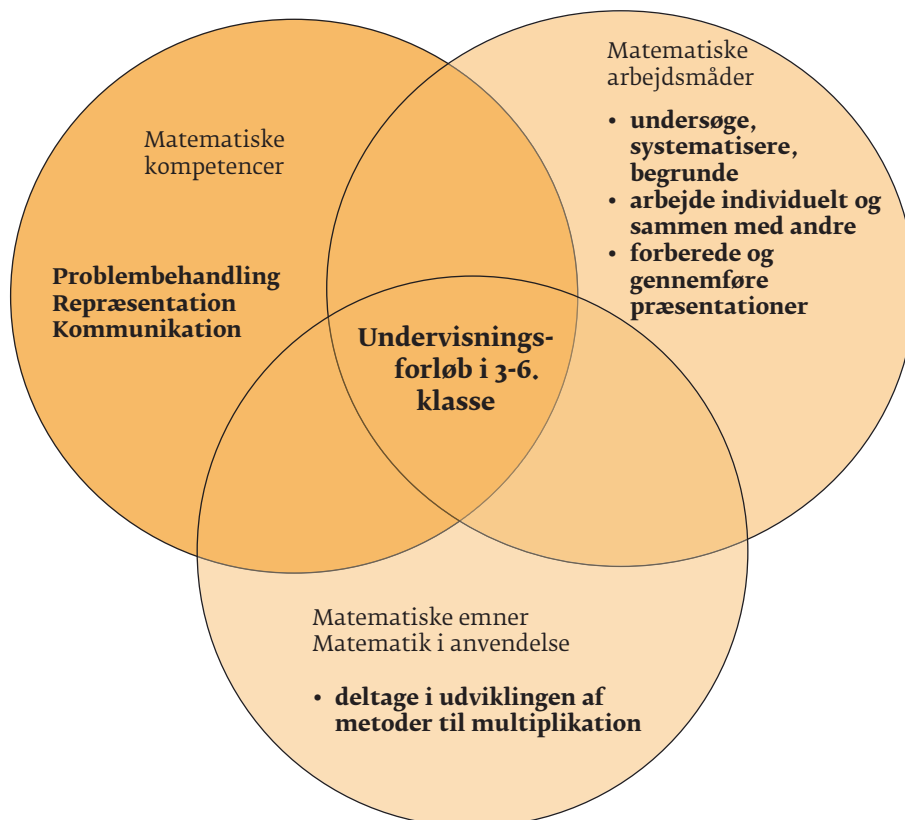 Matematiske
kompetencer
Problembehandling
Repræsentation
Kommunikation
Matematiske
arbejdsmåder
• undersøge,
systematisere,
begrunde
• arbejde individuelt og
sammen med andre
• forberede og
gennemføre
præsentationer
Undervisnings-
forløb i 3-6.
klasse
Matematiske emner
Matematik i anvendelse
• deltage i udviklingen af
metoder til multiplikation